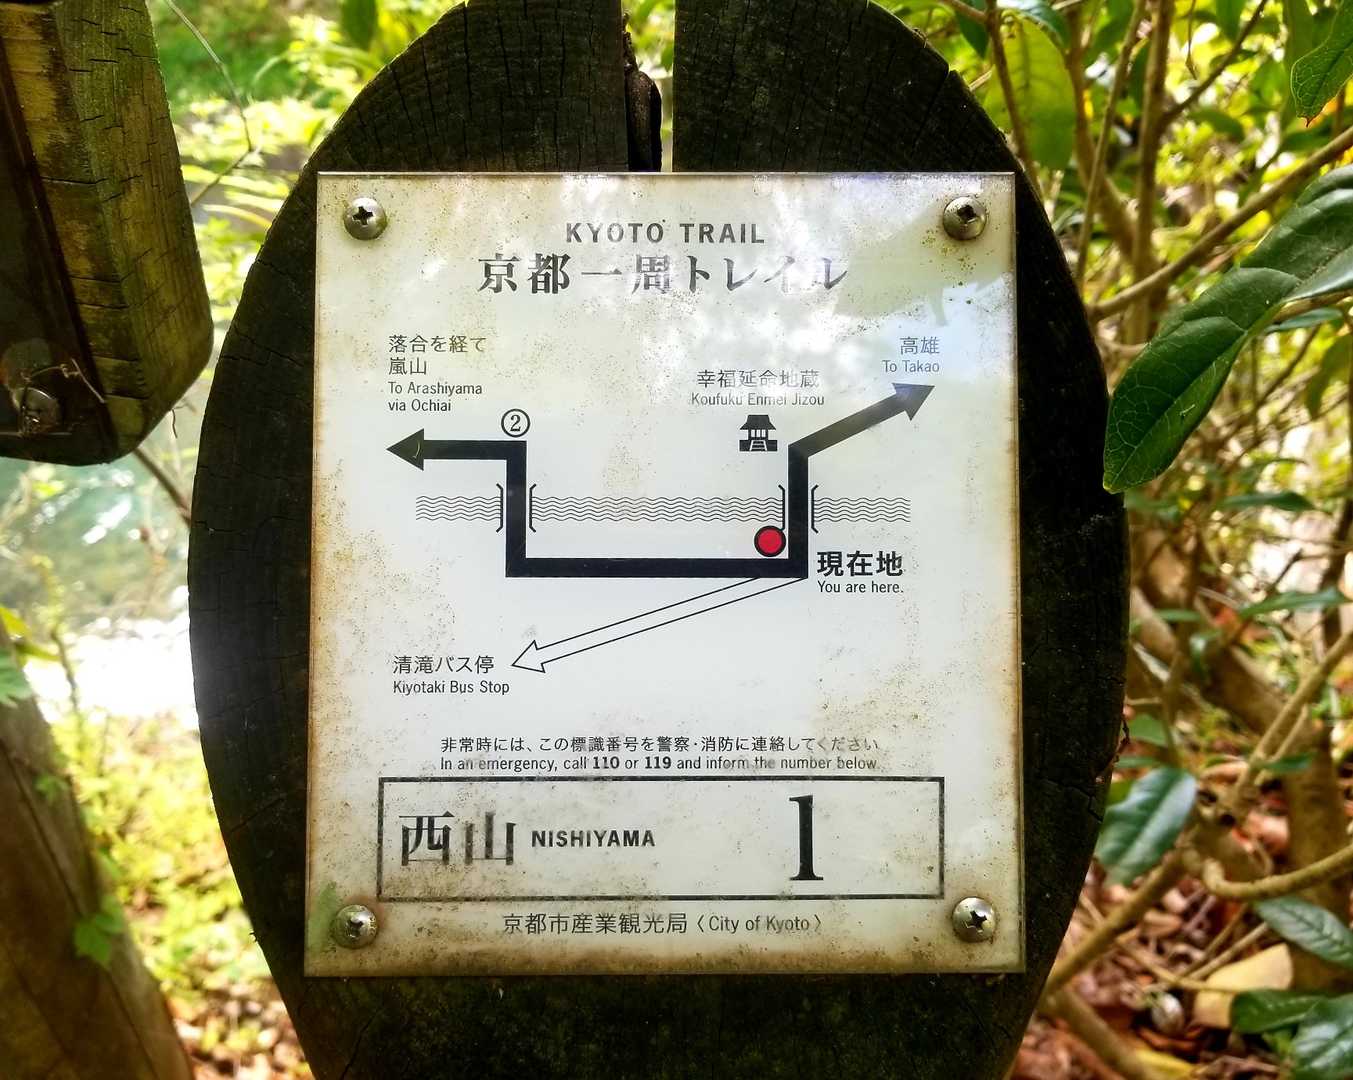 KYOTO TRAIL
京都一周トレイル
落合を経て
嵐山
To Arashiyama
via Ochiai
②
幸福延命地蔵
Koufuku Enmei Jizou
高雄
To Takao
現在地
You are here.
清滝バス停
Kiyotaki Bus Stop
非常時には、この標識番号を警察・消防に連絡してください
In an emergency, call 110 or 119 and inform the number below.
西山 NISHIYAMA 1
京都市産業観光局〈City of Kyoto〉